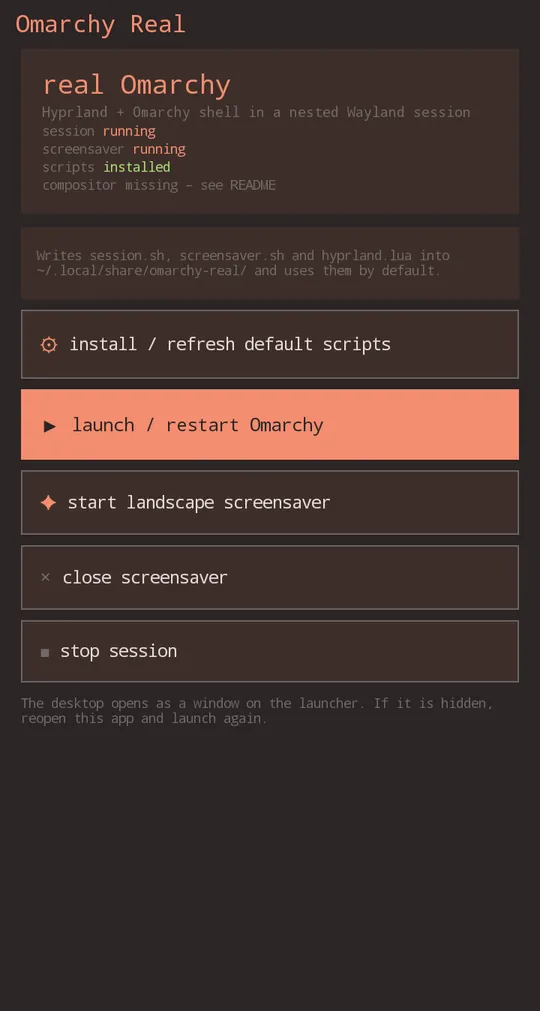 Omarchy Real
real Omarchy
Hyprland + Omarchy shell in a nested Wayland session
session running
screensaver running
scripts installed
compositor missing – see README
Writes session.sh, screensaver.sh and hyprland.lua into
~/.local/share/omarchy-real/ and uses them by default.
install / refresh default scripts
launch / restart Omarchy
start landscape screensaver
close screensaver
stop session
The desktop opens as a window on the launcher. If it is hidden,
reopen this app and launch again.